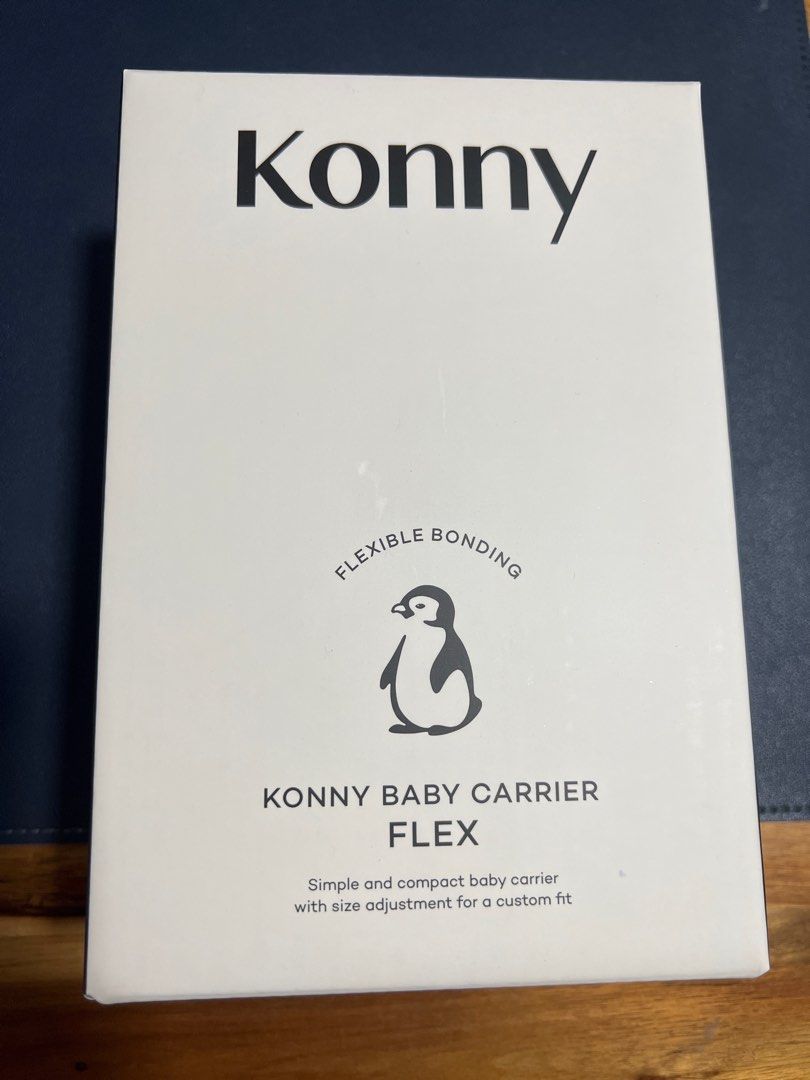 Konny
FLEXIBLE BONDING
KONNY BABY CARRIER
FLEX
Simple and compact baby carrier
with size adjustment for a custom fit